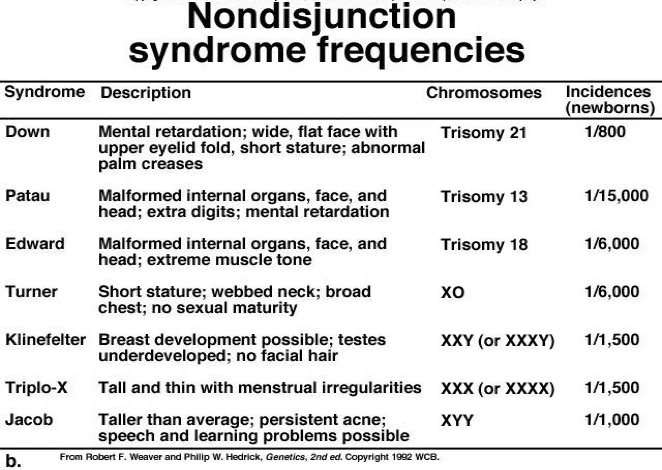 Nondisjunction
syndrome frequencies
Syndrome Description Chromosomes Incidences
(newborns)
Down Mental retardation; wide, flat face with Trisomy 21 1/800
upper eyelid fold, short stature; abnormal
palm creases
Patau Malformed internal organs, face, and Trisomy 13 1/15,000
head; extra digits; mental retardation
Edward Malformed internal organs, face, and Trisomy 18 1/6,000
head; extreme muscle tone
Turner Short stature; webbed neck; broad XO 1/6,000
chest; no sexual maturity
Klinefelter Breast development possible; testes XXY (or XXXY) 1/1,500
underdeveloped; no facial hair
Triplo-X Tall and thin with menstrual irregularities XXX (or XXXX) 1/1,500
Jacob Taller than average; persistent acne; XYY 1/1,000
speech and learning problems possible
b. From Robert F. Weaver and Philip W. Hedrick, Genetics, 2nd ed. Copyright 1992 WCB.